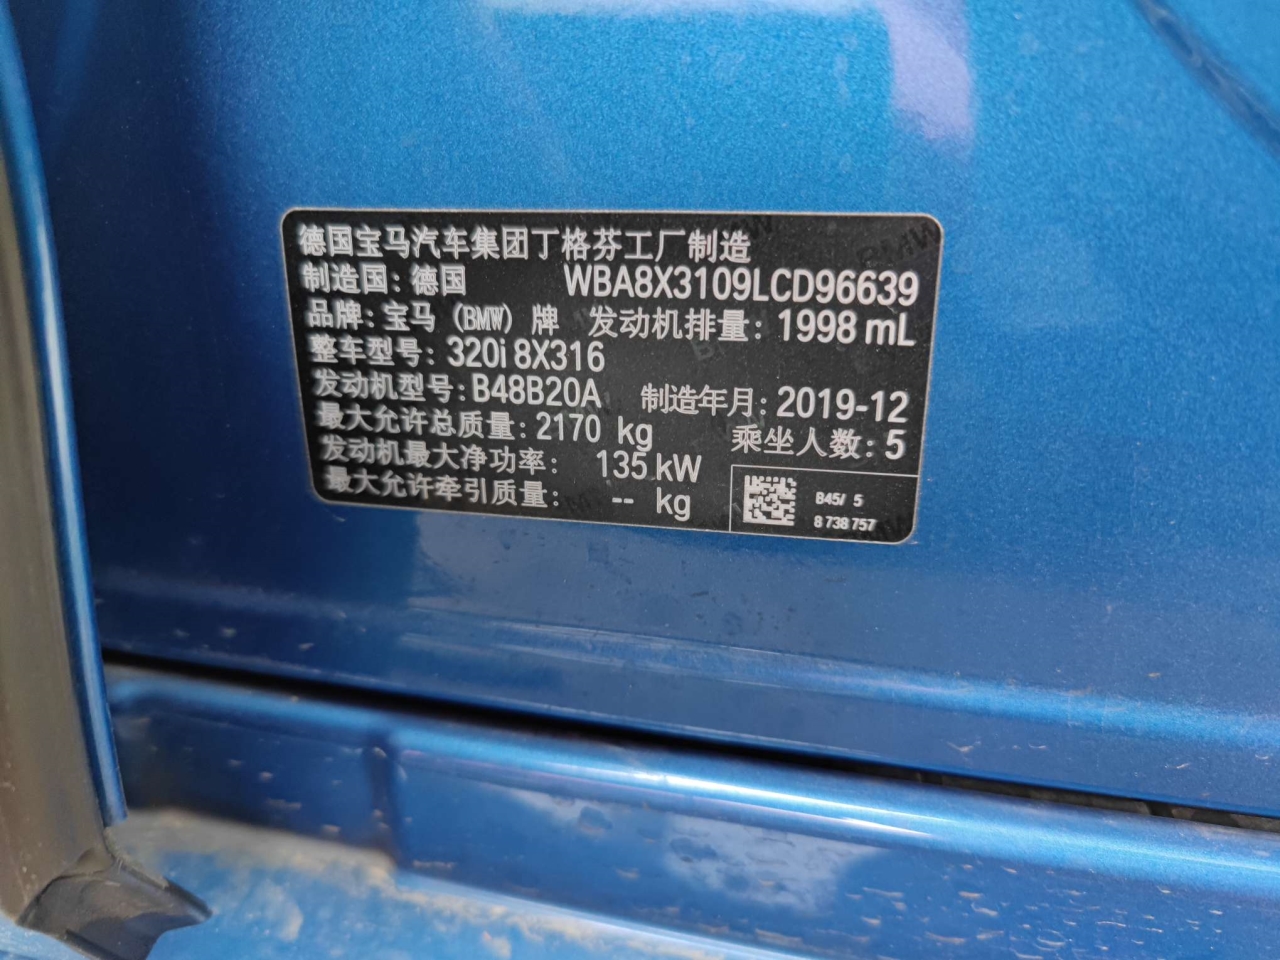 德国宝马汽车集团丁格芬工厂制造
制造国：德国 WBA8X3109LCD96639
品牌：宝马（BMW）牌 发动机排量：1998 mL
整车型号：320i 8X316
发动机型号：B48B20A 制造年月：2019-12
最大允许总质量：2170 kg 乘坐人数：5
发动机最大净功率： 135 kW
最大允许牵引质量： -- kg
B45/ 5
8 738 757